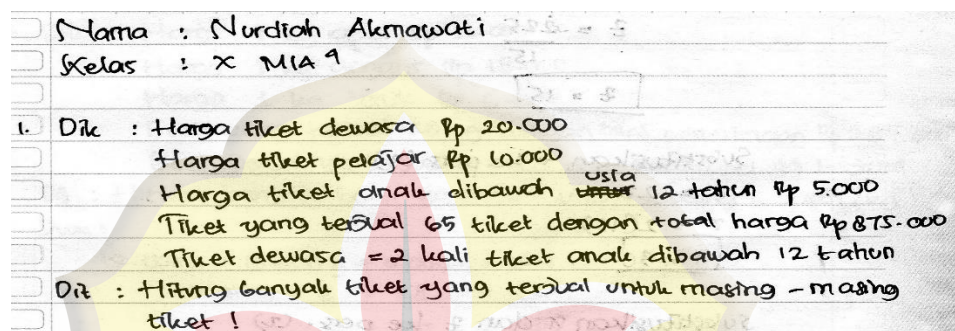 Nama : Nurdiah Akmawati
Kelas : X MIA 9
1. Dik : Harga tiket dewasa Rp 20.000
Harga tiket pelajar Rp 10.000
Harga tiket anak dibawah usia 12 tahun Rp 5.000
Tiket yang terjual 65 tiket dengan total harga Rp 875.000
Tiket dewasa = 2 kali tiket anak dibawah 12 tahun
Dit : Hitung banyak tiket yang terjual untuk masing - masing
tiket !